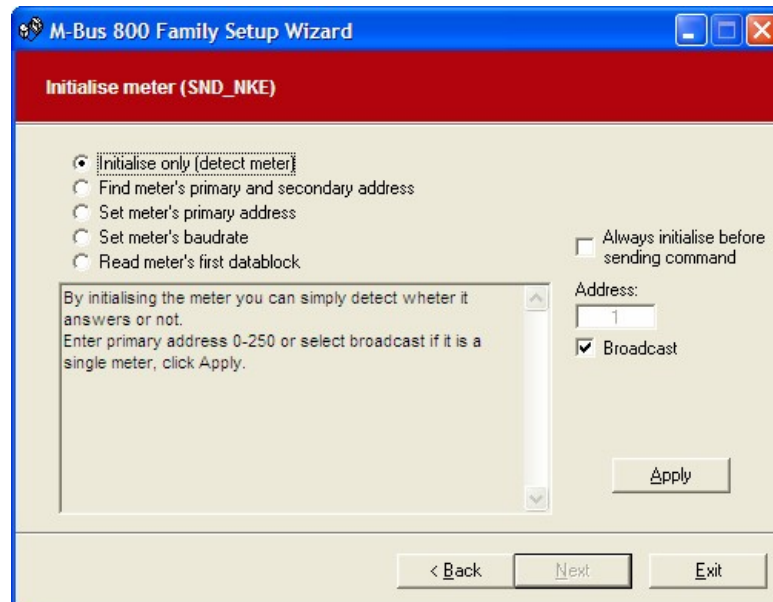 M-Bus 800 Family Setup Wizard
Initialise meter (SND_NKE)
Initialise only (detect meter)
Find meter's primary and secondary address
Set meter's primary address
Set meter's baudrate
Read meter's first datablock
By initialising the meter you can simply detect wheter it
answers or not.
Enter primary address 0-250 or select broadcast if it is a
single meter, click Apply.
Always initialise before
sending command
Address:
1
Broadcast
Apply
< Back
Next
Exit